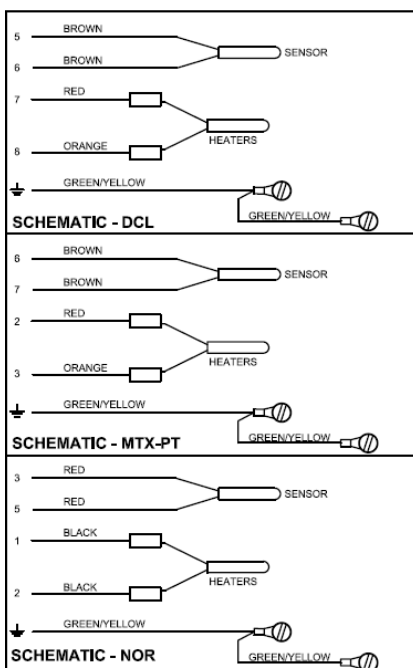 5 BROWN
SENSOR
6 BROWN
7 RED
HEATERS
8 ORANGE
GREEN/YELLOW
GREEN/YELLOW
SCHEMATIC - DCL
6 BROWN
SENSOR
7 BROWN
2 RED
HEATERS
3 ORANGE
GREEN/YELLOW
GREEN/YELLOW
SCHEMATIC - MTX-PT
3 RED
SENSOR
5 RED
1 BLACK
HEATERS
2 BLACK
GREEN/YELLOW
GREEN/YELLOW
SCHEMATIC - NOR